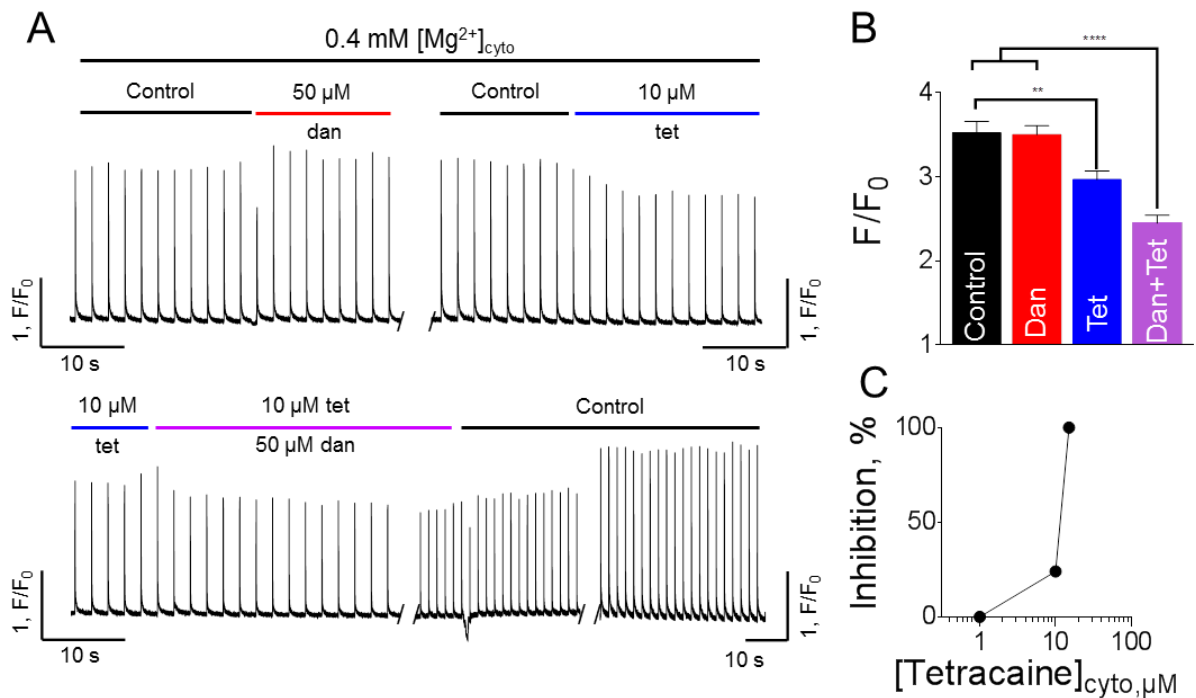 A
0.4 mM [Mg2+]cyto
Control
50 µM
dan
Control
10 µM
tet
1, F/F0
10 s
1, F/F0
10 s
10 µM
tet
10 µM tet
50 µM dan
Control
1, F/F0
10 s
1, F/F0
10 s
B
****
**
F/F0
4
3
2
1
Control
Dan
Tet
Dan+Tet
C
Inhibition, %
100
50
0
1
10
100
[Tetracaine]cyto,µM